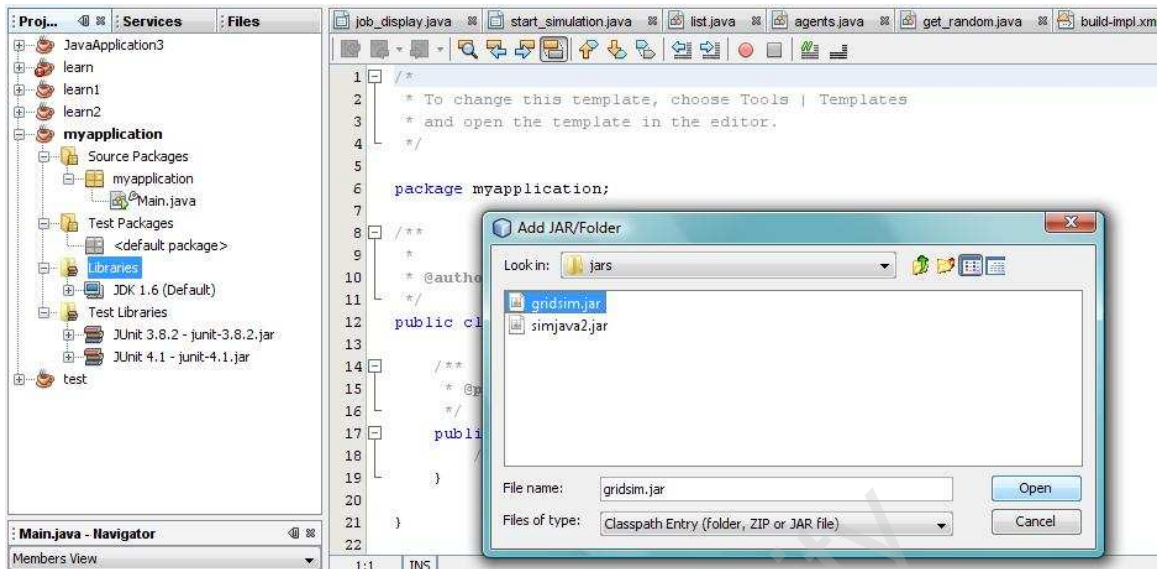 Proj... Services Files
JavaApplication3
learn
learn1
learn2
myapplication
Source Packages
myapplication
Main.java
Test Packages
<default package>
Libraries
JDK 1.6 (Default)
Test Libraries
JUnit 3.8.2 - junit-3.8.2.jar
JUnit 4.1 - junit-4.1.jar
test
Main.java - Navigator
Members View
job_display.java start_simulation.java list.java agents.java get_random.java build-impl.xm
1 /*
2 * To change this template, choose Tools | Templates
3 * and open the template in the editor.
4 */
5
6 package myapplication;
7
8 /**
9 *
10 * @autho
11 */
12 public cl
13
14 /**
15 * @p
16 */
17 publi
18 /
19 }
20
21 }
22
1:1 INS
Add JAR/Folder
Look in: jars
gridsim.jar
simjava2.jar
File name: gridsim.jar Open
Files of type: Classpath Entry (folder, ZIP or JAR file) Cancel